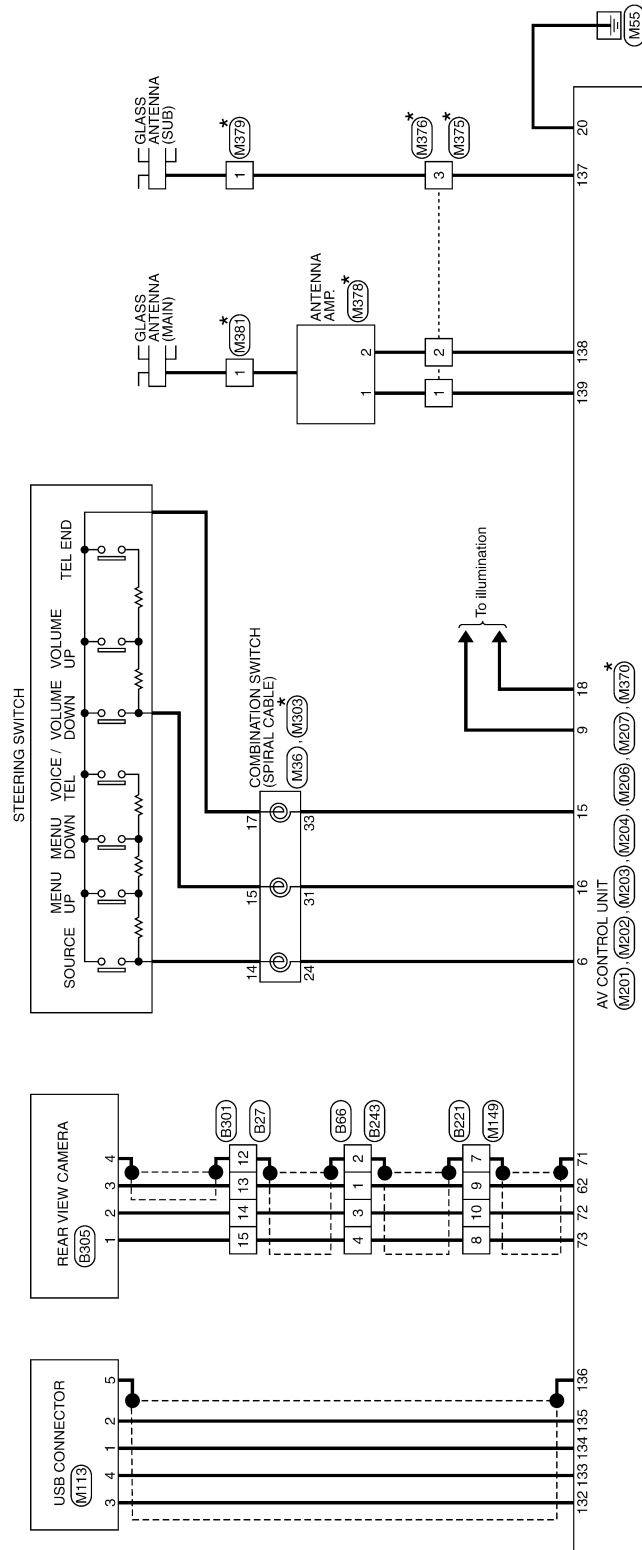 USB CONNECTOR
M113
3 4 1 2 5
132 133 134 135 136
REAR VIEW CAMERA
B305
1 2 3 4
15 14 13 12
B301
B27
4 3 1 2
B66
B243
8 10 9 7
B221
M149
73 72 62 71
STEERING SWITCH
SOURCE
MENU
UP
MENU
DOWN
VOICE /
TEL
VOLUME
DOWN
VOLUME
UP
TEL END
14 15 17
COMBINATION SWITCH
(SPIRAL CABLE)
M36 , M303 *
24 31 33
6 16 15 9 18
To illumination
AV CONTROL UNIT
M201 , M202 , M203 , M204 , M206 , M207 , M370 *
GLASS
ANTENNA
(MAIN)
1
M381 *
ANTENNA
AMP.
M378 *
1 2
1 2
139 138
GLASS
ANTENNA
(SUB)
1
M379 *
3
M376 *
M375 *
137 20
M55